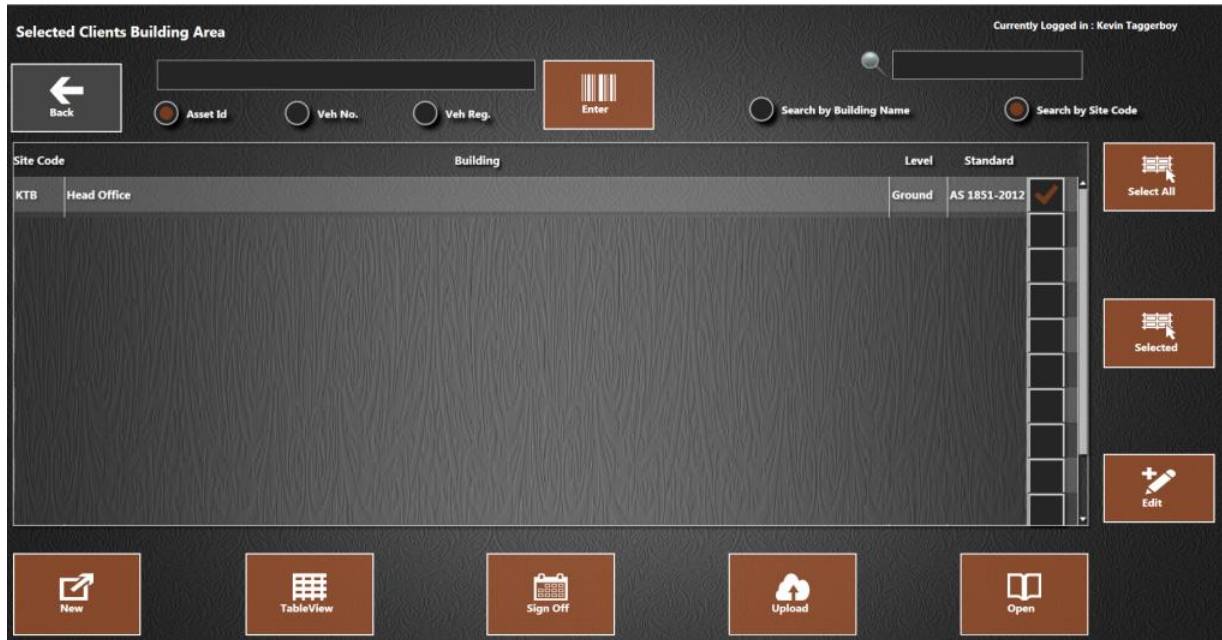 Selected Clients Building Area
Currently Logged in : Kevin Taggerboy
Back
Asset Id
Veh No.
Veh Reg.
Enter
Search by Building Name
Search by Site Code
Site Code Building Level Standard
KTB Head Office Ground AS 1851-2012
Select All
Selected
Edit
New
TableView
Sign Off
Upload
Open